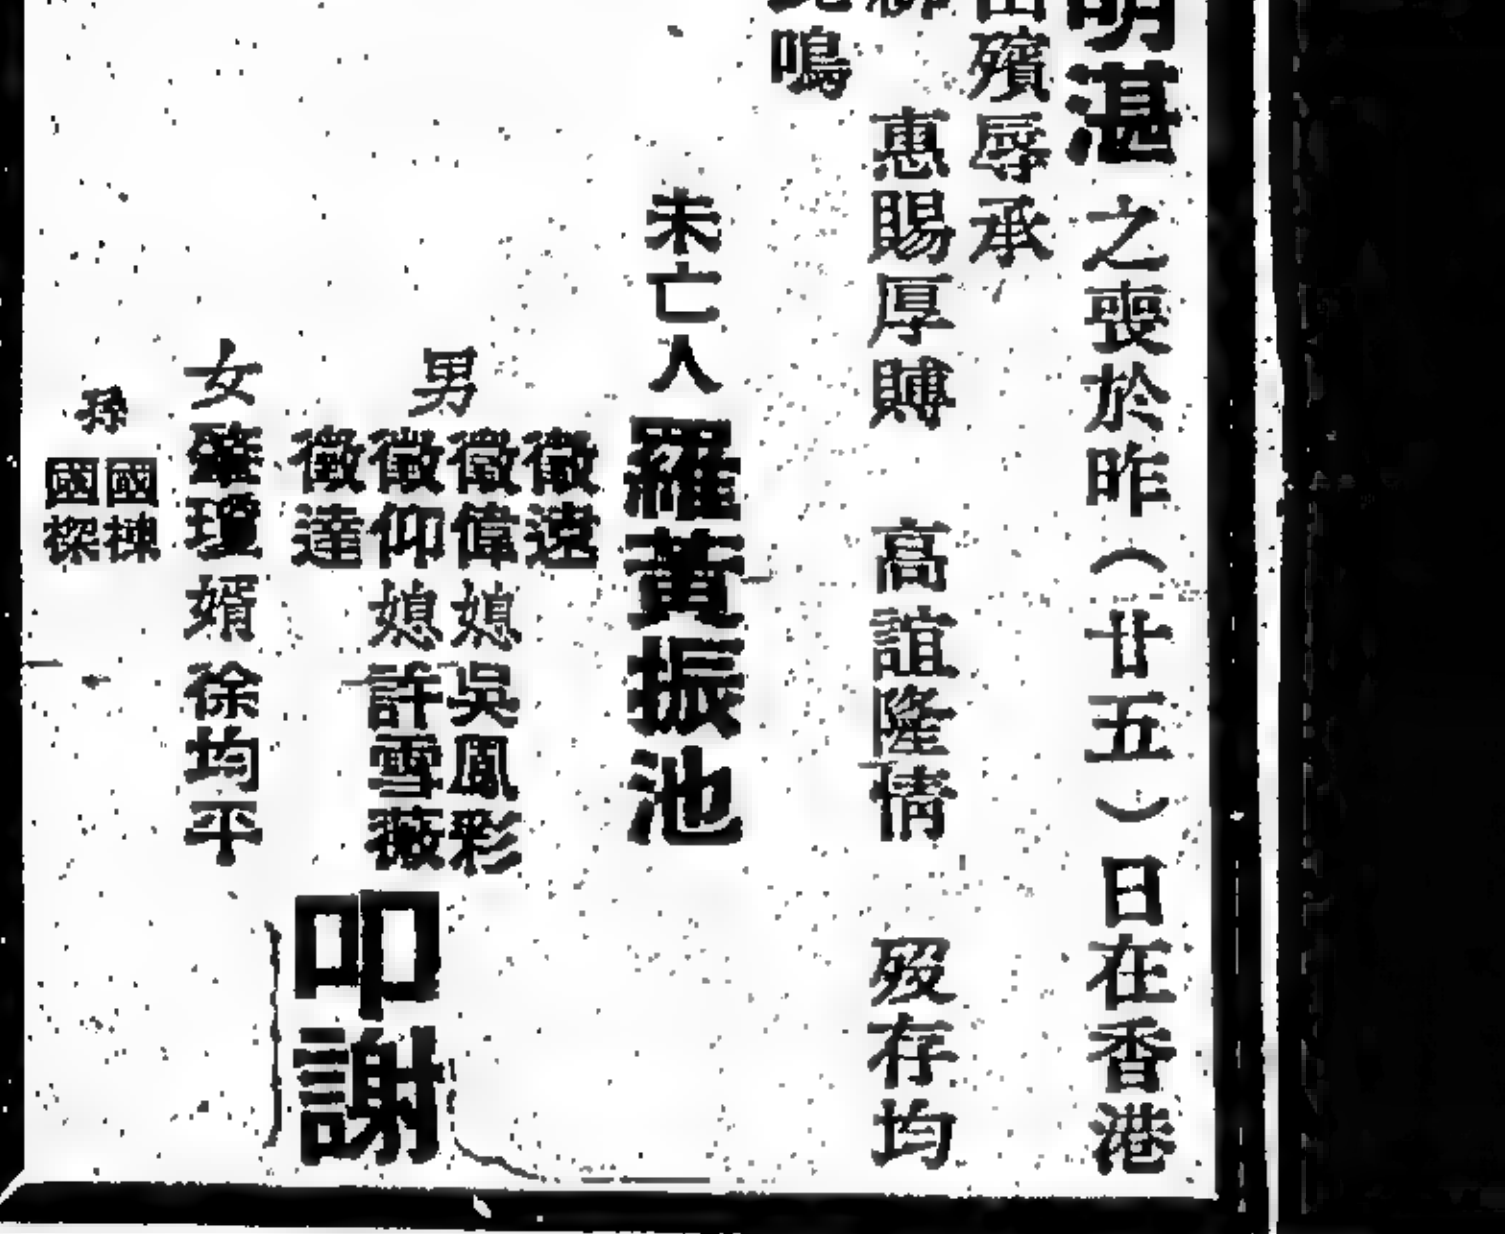 明湛 之喪於昨（廿五）日在香港
出殯辱承
惠賜厚賻 高誼隆情 歿存均
鳴
未亡人 羅黃振池
男
徵遠
徵偉 媳 吳鳳彩
徵仰 媳 許雪薇
徵達
女 瓊 婿 徐均平
孫
國棟
國樑
叩謝